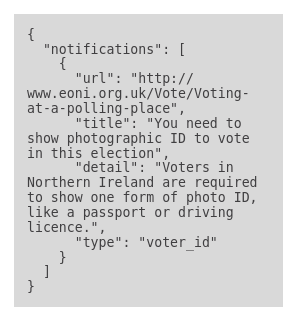 {
  "notifications": [
    {
      "url": "http://
www.eoni.org.uk/Vote/Voting-
at-a-polling-place",
      "title": "You need to
show photographic ID to vote
in this election",
      "detail": "Voters in
Northern Ireland are required
to show one form of photo ID,
like a passport or driving
licence.",
      "type": "voter_id"
    }
  ]
}